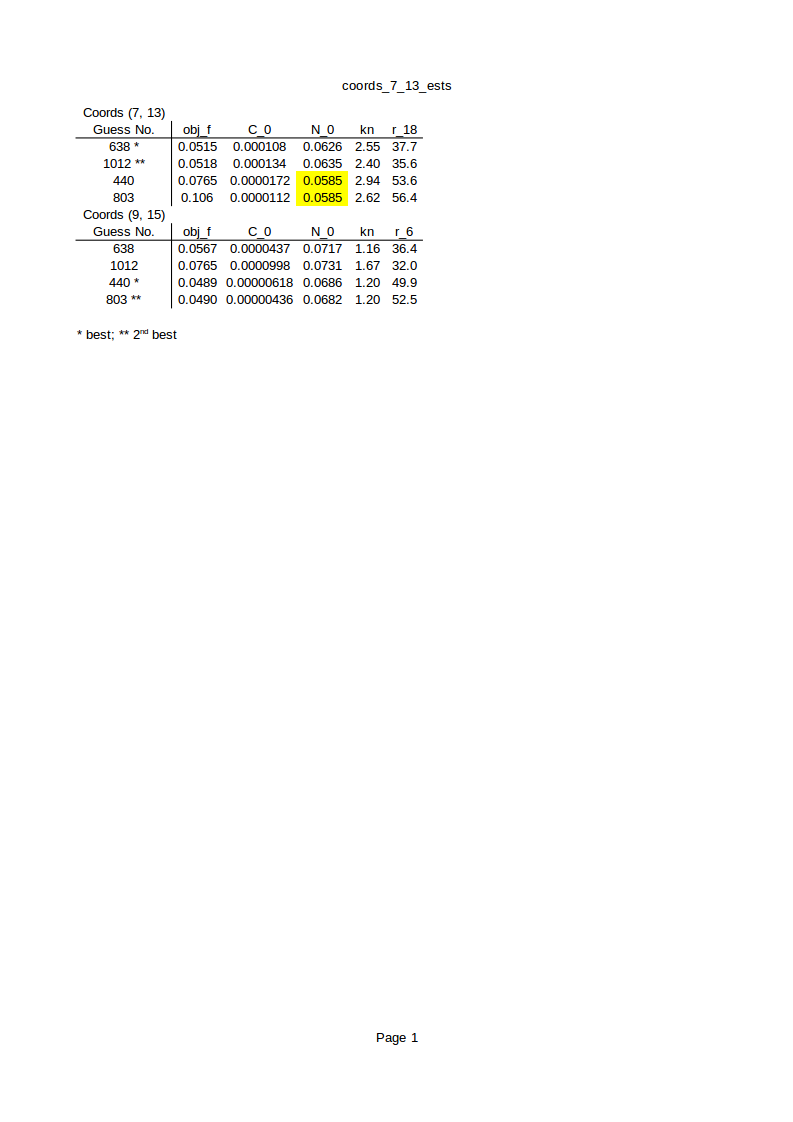 coords_7_13_ests
Coords (7, 13)
Guess No. obj_f C_0 N_0 kn r_18
638 * 0.0515 0.000108 0.0626 2.55 37.7
1012 ** 0.0518 0.000134 0.0635 2.40 35.6
440 0.0765 0.0000172 0.0585 2.94 53.6
803 0.106 0.0000112 0.0585 2.62 56.4
Coords (9, 15)
Guess No. obj_f C_0 N_0 kn r_6
638 0.0567 0.0000437 0.0717 1.16 36.4
1012 0.0765 0.0000998 0.0731 1.67 32.0
440 * 0.0489 0.00000618 0.0686 1.20 49.9
803 ** 0.0490 0.00000436 0.0682 1.20 52.5
* best; ** 2nd best
Page 1